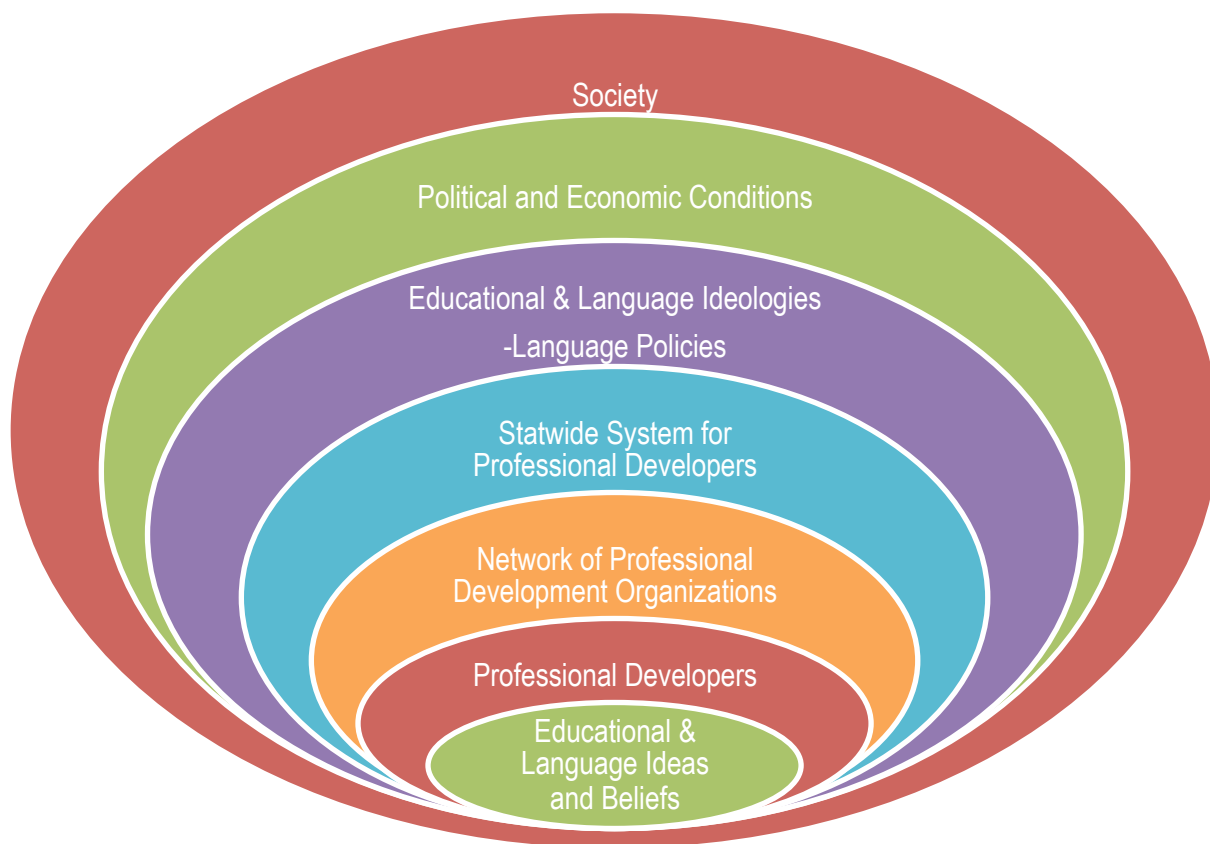 Society
Political and Economic Conditions
Educational & Language Ideologies
-Language Policies
Statwide System for
Professional Developers
Network of Professional
Development Organizations
Professional Developers
Educational &
Language Ideas
and Beliefs